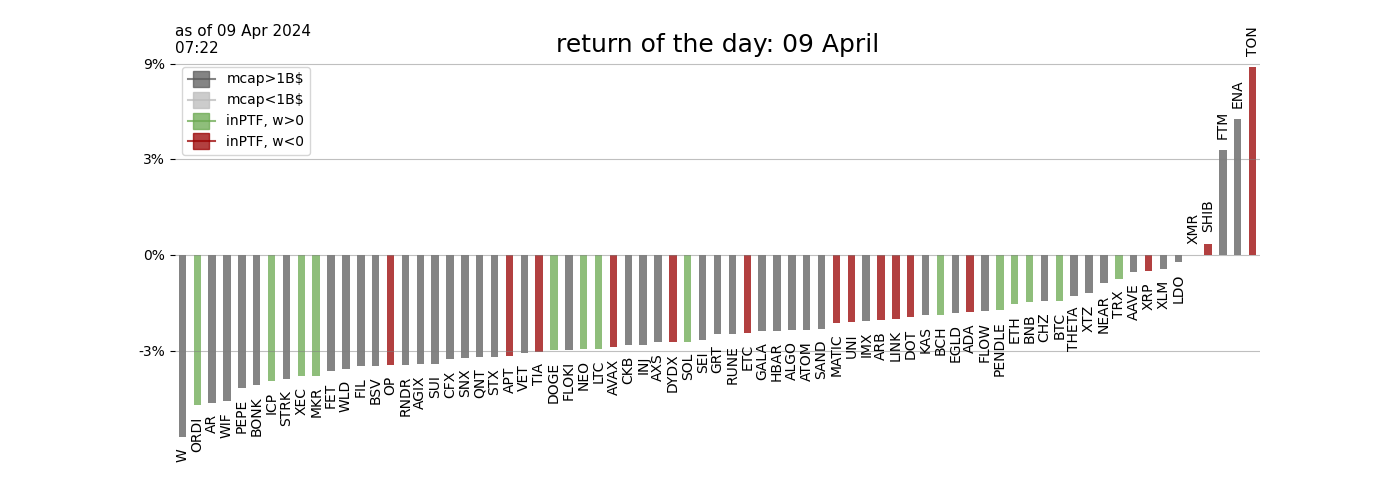 as of 09 Apr 2024
07:22
return of the day: 09 April
9%
3%
0%
-3%
mcap>1B$
mcap<1B$
inPTF, w>0
inPTF, w<0
W
ORDI
AR
WIF
PEPE
BONK
ICP
STRK
XEC
MKR
FET
WLD
FIL
BSV
OP
RNDR
AGIX
SUI
CFX
SNX
QNT
STX
APT
VET
TIA
DOGE
FLOKI
NEO
LTC
AVAX
CKB
INJ
AXS
DYDX
SOL
SEI
GRT
RUNE
ETC
GALA
HBAR
ALGO
ATOM
SAND
MATIC
UNI
IMX
ARB
LINK
DOT
KAS
BCH
EGLD
ADA
FLOW
PENDLE
ETH
BNB
CHZ
BTC
THETA
XTZ
NEAR
TRX
AAVE
XRP
XLM
LDO
XMR
SHIB
FTM
ENA
TON